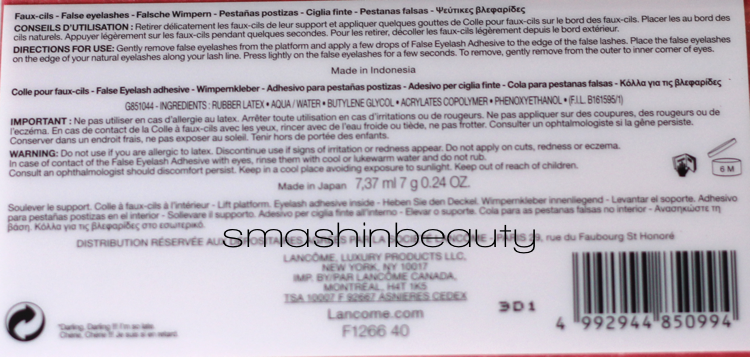 Faux-cils - False eyelashes - Falsche Wimpern - Pestañas postizas - Ciglia finte - Pestanas falsas - Ψεύτικες βλεφαρίδες
CONSEILS D'UTILISATION : Retirer délicatement les faux-cils de leur support et appliquer quelques gouttes de Colle pour faux-cils sur le bord des faux-cils. Placer les au bord des
cils naturels. Appuyer légèrement sur les faux-cils pendant quelques secondes. Pour les retirer, décoller les faux-cils légèrement depuis le bord extérieur.
DIRECTIONS FOR USE: Gently remove false eyelashes from the platform and apply a few drops of False Eyelash Adhesive to the edge of the false lashes. Place the false eyelashes
on the edge of your natural eyelashes along your lash line. Press lightly on the false eyelashes for a few seconds. To remove, gently remove from the outer to inner corner of eyes.
Made in Indonesia
Colle pour faux-cils - False Eyelash adhesive - Wimpernkleber - Adhesivo para pestañas postizas - Adesivo per ciglia finte - Cola para pestanas falsas - Κόλλα για τις βλεφαρίδες
G851044 - INGREDIENTS : RUBBER LATEX • AQUA / WATER • BUTYLENE GLYCOL • ACRYLATES COPOLYMER • PHENOXYETHANOL • (F.I.L. B161595/1)
IMPORTANT : Ne pas utiliser en cas d'allergie au latex. Arrêter toute utilisation en cas d'irritations ou de rougeurs. Ne pas appliquer sur des coupures, des rougeurs ou de
l'eczéma. En cas de contact de la Colle à faux-cils avec les yeux, rincer avec de l'eau froide ou tiède, ne pas frotter. Consulter un ophtalmologiste si la gêne persiste.
Conserver dans un endroit frais, ne pas exposer au soleil. Tenir hors de portée des enfants.
WARNING: Do not use if you are allergic to latex. Discontinue use if signs of irritation or redness appear. Do not apply on cuts, redness or eczema.
In case of contact of the False Eyelash Adhesive with eyes, rinse them with cool or lukewarm water and do not rub.
Consult an ophthalmologist should discomfort persist. Keep in a cool place avoiding exposure to sunlight. Keep out of reach of children.
6 M
Made in Japan 7,37 ml 7 g 0.24 OZ.
Soulever le support. Colle à faux-cils à l'intérieur - Lift platform. Eyelash adhesive inside - Heben Sie den Deckel. Wimpernkleber innenliegend - Levantar el soporte. Adhesivo
para pestañas postizas en el interior - Sollevare il supporto. Adesivo per ciglia finte all'interno - Elevar o suporte. Cola para as pestanas falsas no interior - Ανασηκώστε τη
βάση. Κόλλα για τις βλεφαρίδες στο εσωτερικό.
smashinbeauty
DISTRIBUTION RÉSERVÉE AUX DÉPOSITAIRES AGRÉÉS PAR LA SOCIÉTÉ LANCÔME - PARIS 29, rue du Faubourg St Honoré
LANCÔME, LUXURY PRODUCTS LLC,
NEW YORK, NY 10017
IMP. BY/PAR LANCÔME CANADA,
MONTRÉAL, H4T 1K5
TSA 10007 F 92667 ASNIERES CEDEX
Lancome.com
F1266 40
3D1
"Darling, Darling !!! I'm so late.
Chérie, Chérie !!! Je suis si en retard.
4 992944 850994